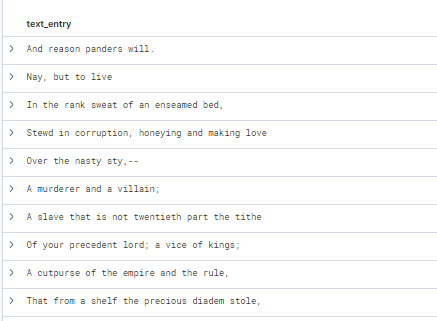 text_entry
And reason panders will.
Nay, but to live
In the rank sweat of an enseamed bed,
Stewd in corruption, honeying and making love
Over the nasty sty,--
A murderer and a villain;
A slave that is not twentieth part the tithe
Of your precedent lord; a vice of kings;
A cutpurse of the empire and the rule,
That from a shelf the precious diadem stole,